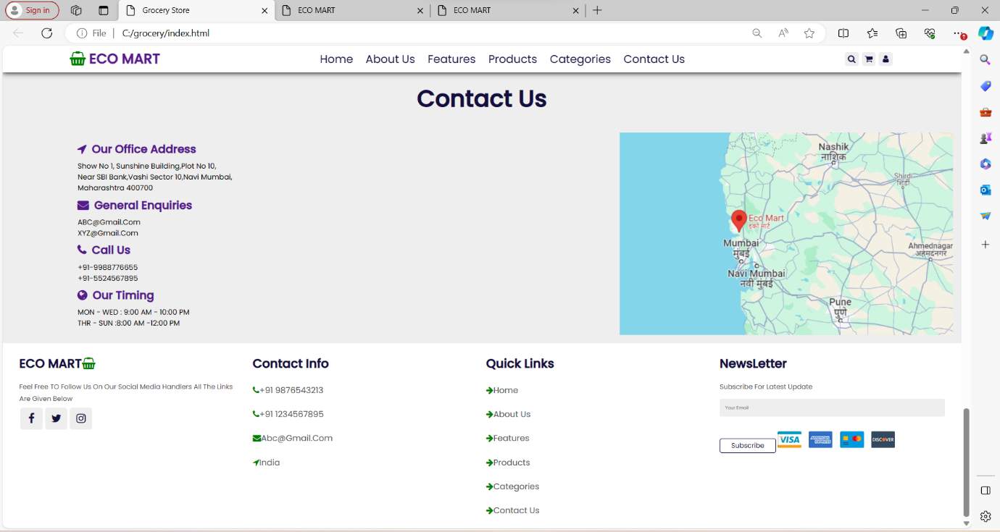 Sign in
Grocery Store
ECO MART
ECO MART
File
C:/grocery/index.html
ECO MART
Home
About Us
Features
Products
Categories
Contact Us
Contact Us
Our Office Address
Show No 1, Sunshine Building,Plot No 10,
Near SBI Bank,Vashi Sector 10,Navi Mumbai,
Maharashtra 400700
General Enquiries
ABC@Gmail.Com
XYZ@Gmail.Com
Call Us
+91-9988776655
+91-5524567895
Our Timing
MON - WED : 9:00 AM - 10:00 PM
THR - SUN :8:00 AM -12:00 PM
Nashik
नाशिक
Shirdi
शिर्डी
Eco Mart
इको मार्ट
Mumbai
मुंबई
Ahmednagar
अहमदनगर
Navi Mumbai
नवी मुंबई
Pune
पुणे
ECO MART
Feel Free TO Follow Us On Our Social Media Handlers All The Links
Are Given Below
Contact Info
+91 9876543213
+91 1234567895
Abc@Gmail.Com
India
Quick Links
Home
About Us
Features
Products
Categories
Contact Us
NewsLetter
Subscribe For Latest Update
Your Email
Subscribe
VISA
AMERICAN EXPRESS
DISCOVER